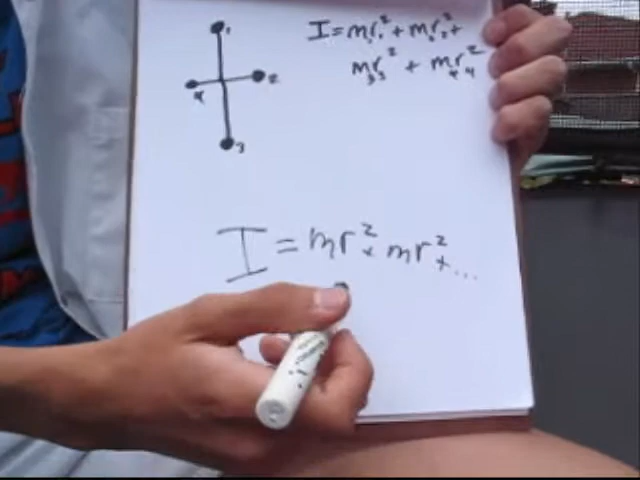 1
I = m₁r₁² + m₂r₂² +
m₃r₃² + m₄r₄²
4 2
3
I = mr² + mr² + ...